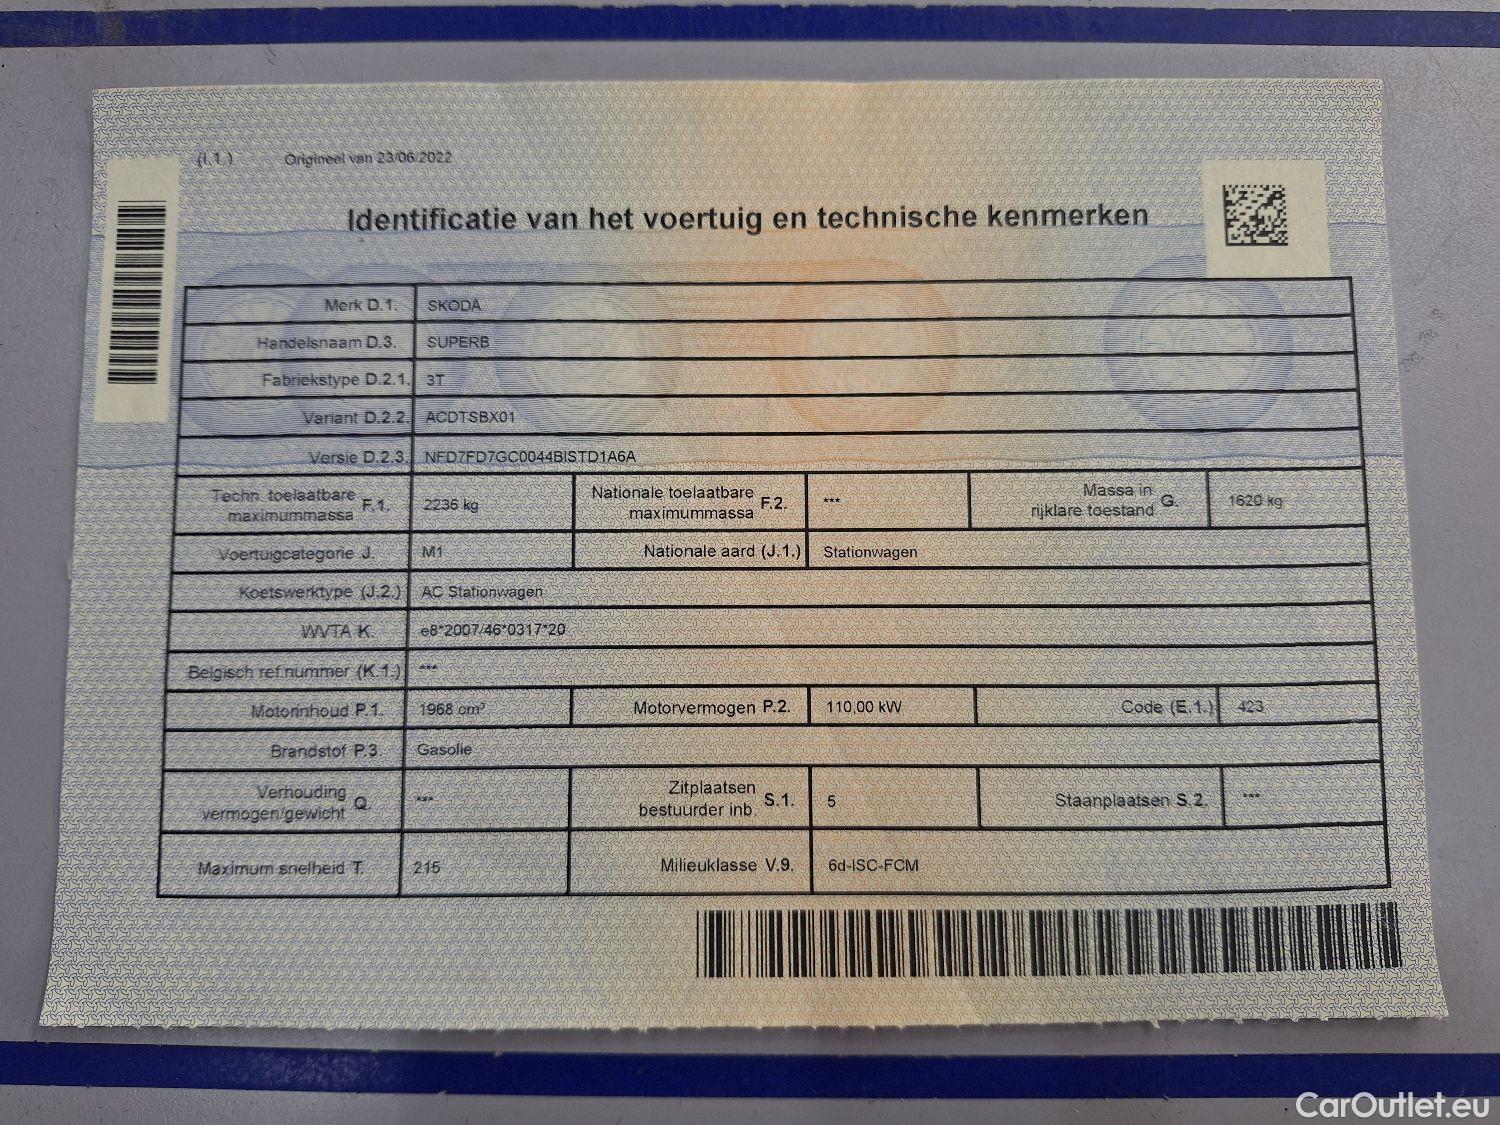 (I.1.) Origineel van 23/06/2022
Identificatie van het voertuig en technische kenmerken
Merk D.1. SKODA
Handelsnaam D.3. SUPERB
Fabriekstype D.2.1. 3T
Variant D.2.2. ACDTSBX01
Versie D.2.3. NFD7FD7GC0044BISTD1A6A
Techn. toelaatbare maximummassa F.1. 2236 kg Nationale toelaatbare maximummassa F.2. *** Massa in rijklare toestand G. 1620 kg
Voertuigcategorie J. M1 Nationale aard (J.1.) Stationwagen
Koetswerktype (J.2.) AC Stationwagen
WVTA K. e8*2007/46*0317*20
Belgisch ref.nummer (K.1.) ***
Motorinhoud P.1. 1968 cm³ Motorvermogen P.2. 110,00 kW Code (E.1.) 423
Brandstof P.3. Gasolie
Verhouding vermogen/gewicht Q. *** Zitplaatsen bestuurder inb. S.1. 5 Staanplaatsen S.2. ***
Maximum snelheid T. 215 Milieuklasse V.9. 6d-ISC-FCM
CarOutlet.eu